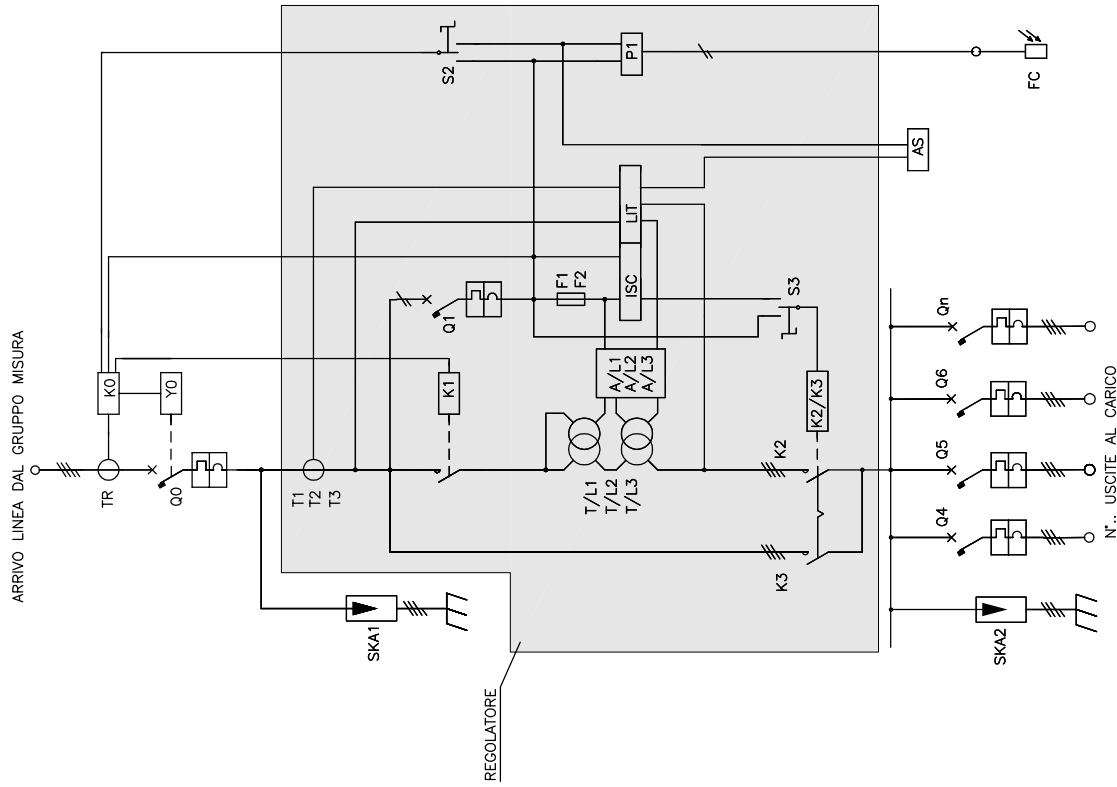 ARRIVO LINEA DAL GRUPPO MISURA
TR
K0
Y0
Q0
T1
T2
T3
SKA1
REGOLATORE
K1
Q1
S2
P1
FC
AS
LIT
ISC
F1
F2
S3
A/L1
A/L2
A/L3
T/L1
T/L2
T/L3
K2/K3
K2
K3
SKA2
Q4
Q5
Q6
Qn
N°.. USCITE AL CARICO